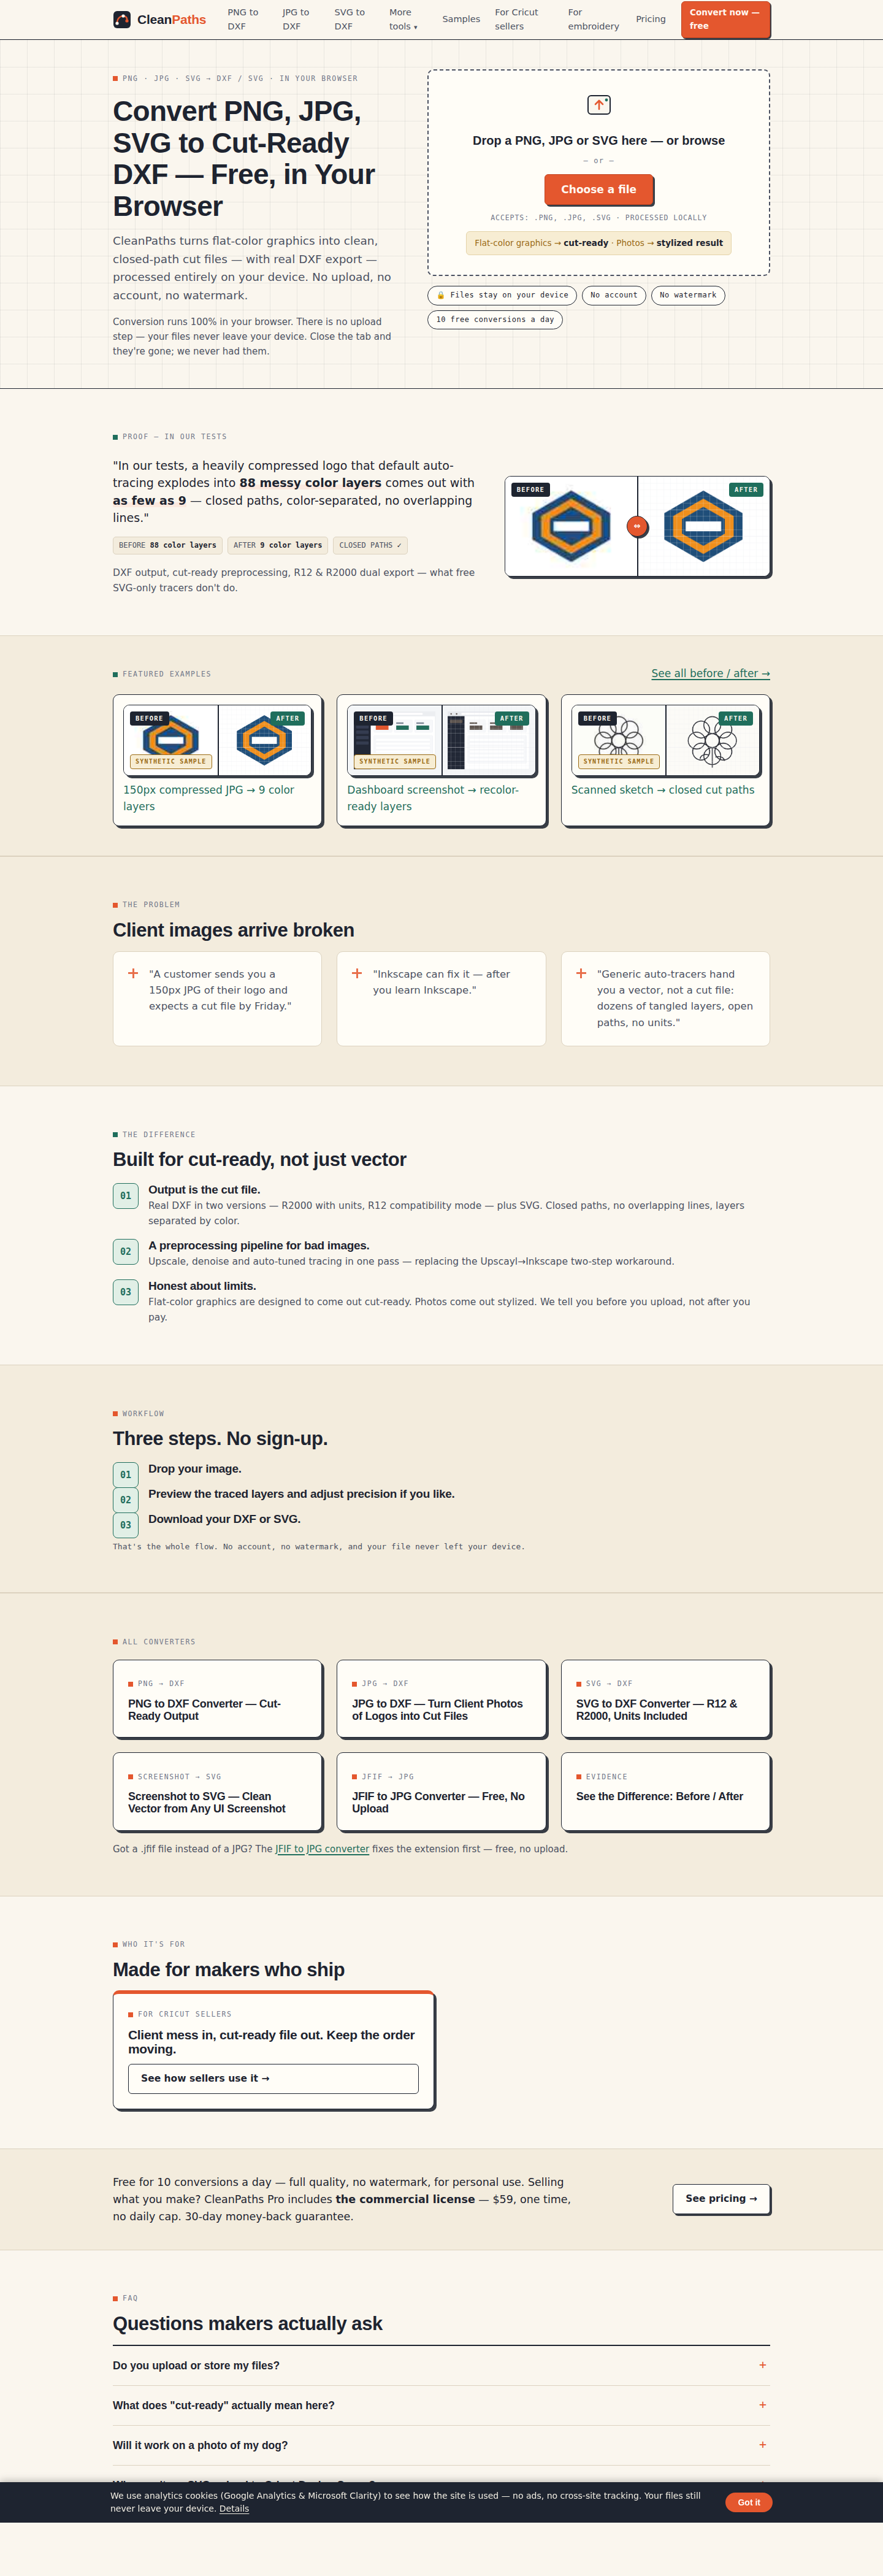 CleanPaths
PNG to DXF
JPG to DXF
SVG to DXF
More tools ▾
Samples
For Cricut sellers
For embroidery
Pricing
Convert now — free
PNG · JPG · SVG → DXF / SVG · IN YOUR BROWSER
Convert PNG, JPG,
SVG to Cut-Ready
DXF — Free, in Your
Browser
CleanPaths turns flat-color graphics into clean,
closed-path cut files — with real DXF export —
processed entirely on your device. No upload, no
account, no watermark.
Conversion runs 100% in your browser. There is no upload
step — your files never leave your device. Close the tab and
they're gone; we never had them.
Drop a PNG, JPG or SVG here — or browse
— or —
Choose a file
ACCEPTS: .PNG, .JPG, .SVG · PROCESSED LOCALLY
Flat-color graphics → cut-ready · Photos → stylized result
🔒 Files stay on your device
No account
No watermark
10 free conversions a day
PROOF — IN OUR TESTS
"In our tests, a heavily compressed logo that default auto-
tracing explodes into 88 messy color layers comes out with
as few as 9 — closed paths, color-separated, no overlapping
lines."
BEFORE 88 color layers
AFTER 9 color layers
CLOSED PATHS ✓
DXF output, cut-ready preprocessing, R12 & R2000 dual export — what free
SVG-only tracers don't do.
BEFORE
AFTER
FEATURED EXAMPLES
See all before / after →
BEFORE
AFTER
SYNTHETIC SAMPLE
150px compressed JPG → 9 color
layers
BEFORE
AFTER
SYNTHETIC SAMPLE
Dashboard screenshot → recolor-
ready layers
BEFORE
AFTER
SYNTHETIC SAMPLE
Scanned sketch → closed cut paths
THE PROBLEM
Client images arrive broken
"A customer sends you a
150px JPG of their logo and
expects a cut file by Friday."
"Inkscape can fix it — after
you learn Inkscape."
"Generic auto-tracers hand
you a vector, not a cut file:
dozens of tangled layers, open
paths, no units."
THE DIFFERENCE
Built for cut-ready, not just vector
01
Output is the cut file.
Real DXF in two versions — R2000 with units, R12 compatibility mode — plus SVG. Closed paths, no overlapping lines, layers
separated by color.
02
A preprocessing pipeline for bad images.
Upscale, denoise and auto-tuned tracing in one pass — replacing the Upscayl→Inkscape two-step workaround.
03
Honest about limits.
Flat-color graphics are designed to come out cut-ready. Photos come out stylized. We tell you before you upload, not after you
pay.
WORKFLOW
Three steps. No sign-up.
01
Drop your image.
02
Preview the traced layers and adjust precision if you like.
03
Download your DXF or SVG.
That's the whole flow. No account, no watermark, and your file never left your device.
ALL CONVERTERS
PNG → DXF
PNG to DXF Converter — Cut-
Ready Output
JPG → DXF
JPG to DXF — Turn Client Photos
of Logos into Cut Files
SVG → DXF
SVG to DXF Converter — R12 &
R2000, Units Included
SCREENSHOT → SVG
Screenshot to SVG — Clean
Vector from Any UI Screenshot
JFIF → JPG
JFIF to JPG Converter — Free, No
Upload
EVIDENCE
See the Difference: Before / After
Got a .jfif file instead of a JPG? The JFIF to JPG converter fixes the extension first — free, no upload.
WHO IT'S FOR
Made for makers who ship
FOR CRICUT SELLERS
Client mess in, cut-ready file out. Keep the order
moving.
See how sellers use it →
Free for 10 conversions a day — full quality, no watermark, for personal use. Selling
what you make? CleanPaths Pro includes the commercial license — $59, one time,
no daily cap. 30-day money-back guarantee.
See pricing →
FAQ
Questions makers actually ask
Do you upload or store my files?
+
What does "cut-ready" actually mean here?
+
Will it work on a photo of my dog?
+
We use analytics cookies (Google Analytics & Microsoft Clarity) to see how the site is used — no ads, no cross-site tracking. Your files still
never leave your device. Details
Got it